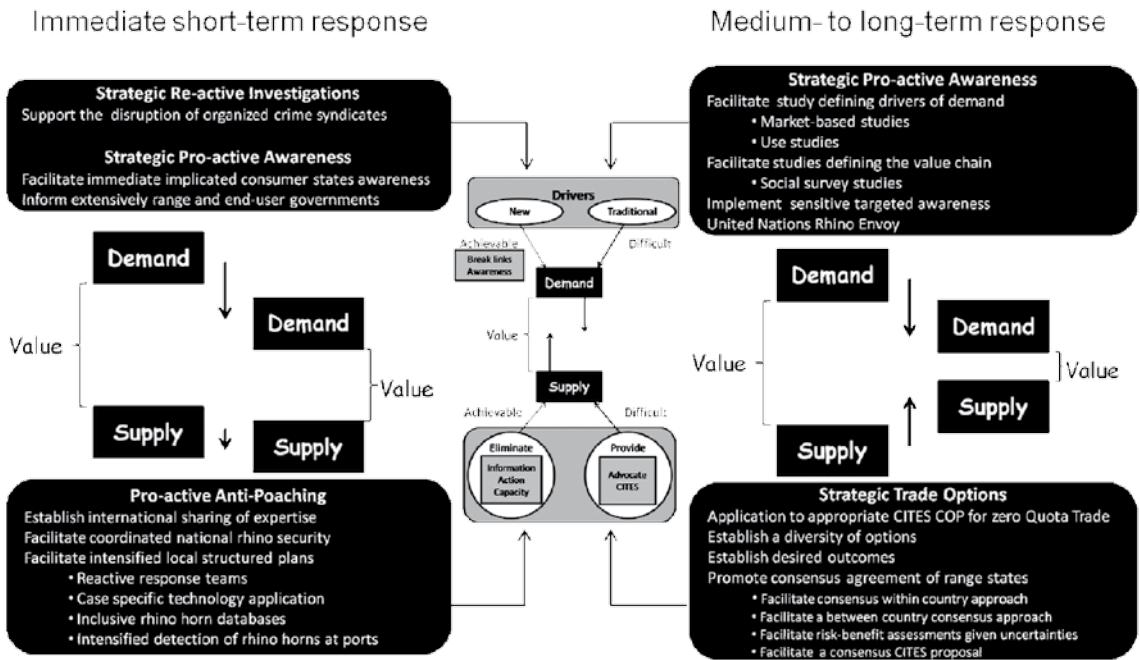 Immediate short-term response
Medium- to long-term response
Strategic Re-active Investigations
Support the disruption of organized crime syndicates
Strategic Pro-active Awareness
Facilitate immediate implicated consumer states awareness
Inform extensively range and end-user governments
Demand
Demand
Value
Value
Supply
Supply
Pro-active Anti-Poaching
Establish international sharing of expertise
Facilitate coordinated national rhino security
Facilitate intensified local structured plans
• Reactive response teams
• Case specific technology application
• Inclusive rhino horn databases
• Intensified detection of rhino horns at ports
Drivers
New
Traditional
Achievable
Difficult
Break links
Awareness
Demand
Value
Supply
Achievable
Difficult
Eliminate
Information
Action
Capacity
Provide
Advocate
CITES
Strategic Pro-active Awareness
Facilitate study defining drivers of demand
• Market-based studies
• Use studies
Facilitate studies defining the value chain
• Social survey studies
Implement sensitive targeted awareness
United Nations Rhino Envoy
Demand
Demand
Value
Value
Supply
Supply
Strategic Trade Options
Application to appropriate CITES COP for zero Quota Trade
Establish a diversity of options
Establish desired outcomes
Promote consensus agreement of range states
• Facilitate consensus within country approach
• Facilitate a between country consensus approach
• Facilitate risk-benefit assessments given uncertainties
• Facilitate a consensus CITES proposal